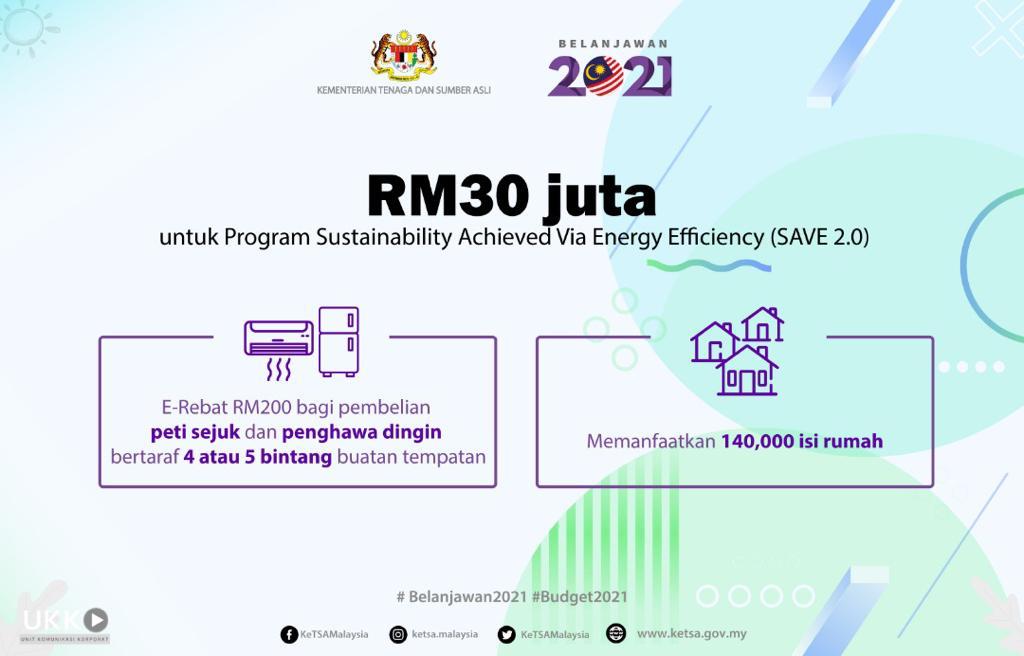 KEMENTERIAN TENAGA DAN SUMBER ASLI
BELANJAWAN
2021
RM30 juta
untuk Program Sustainability Achieved Via Energy Efficiency (SAVE 2.0)
E-Rebat RM200 bagi pembelian
peti sejuk dan penghawa dingin
bertaraf 4 atau 5 bintang buatan tempatan
Memanfaatkan 140,000 isi rumah
# Belanjawan2021 #Budget2021
UKK
UNIT KOMUNIKASI KORPORAT
KeTSAMalaysia
ketsa.malaysia
KeTSAMalaysia
www.ketsa.gov.my